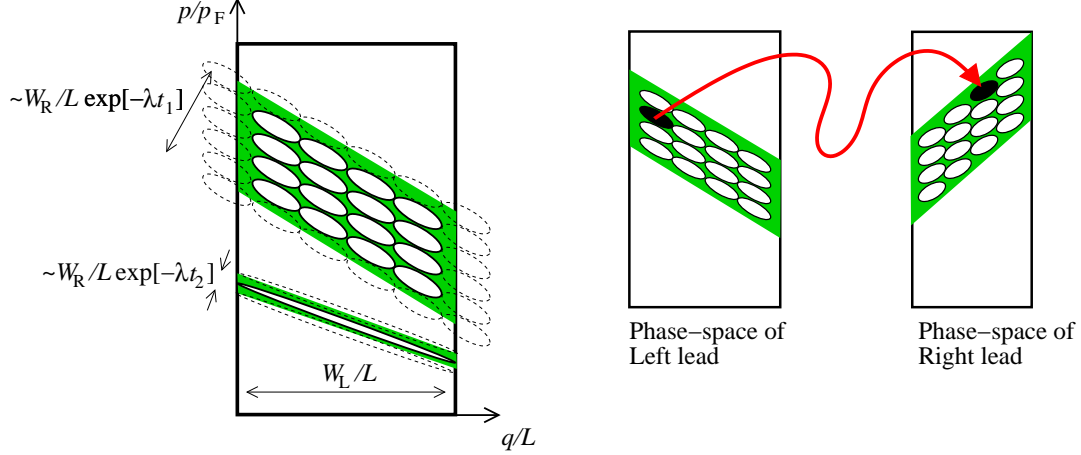 p/p_F
~W_R/L exp[−λt_1]
~W_R/L exp[−λt_2]
W_L/L
q/L
Phase−space of
Left lead
Phase−space of
Right lead